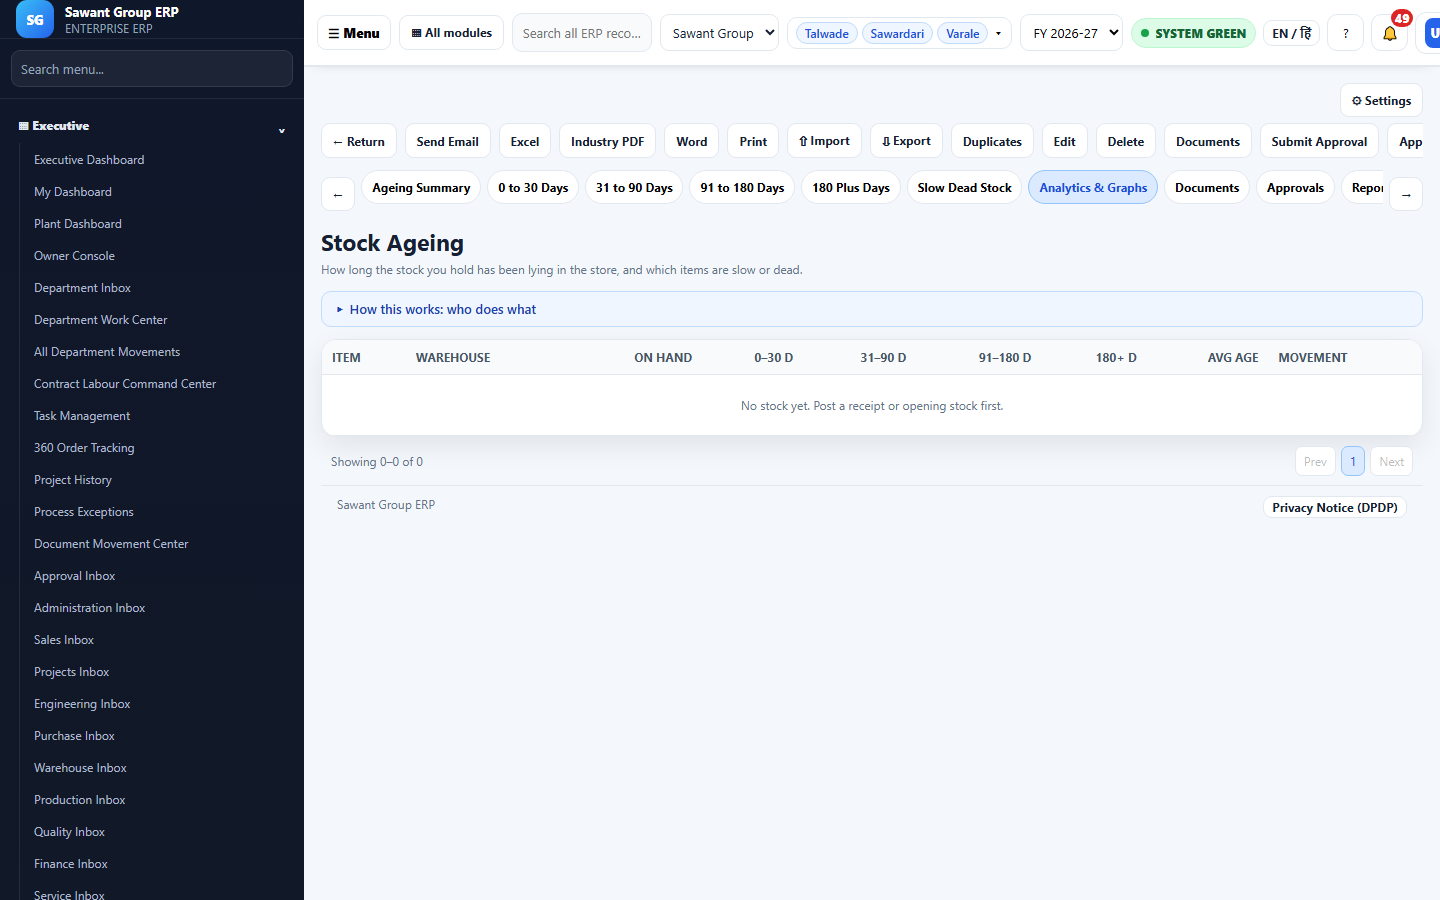 SG
Sawant Group ERP
ENTERPRISE ERP
Search menu...
Executive
Executive Dashboard
My Dashboard
Plant Dashboard
Owner Console
Department Inbox
Department Work Center
All Department Movements
Contract Labour Command Center
Task Management
360 Order Tracking
Project History
Process Exceptions
Document Movement Center
Approval Inbox
Administration Inbox
Sales Inbox
Projects Inbox
Engineering Inbox
Purchase Inbox
Warehouse Inbox
Production Inbox
Quality Inbox
Finance Inbox
Service Inbox
☰ Menu
All modules
Search all ERP reco...
Sawant Group
Talwade Sawardari Varale
FY 2026-27
SYSTEM GREEN
EN / हिं
?
49
U
Settings
← Return Send Email Excel Industry PDF Word Print ⇧ Import ⇩ Export Duplicates Edit Delete Documents Submit Approval App
← Ageing Summary 0 to 30 Days 31 to 90 Days 91 to 180 Days 180 Plus Days Slow Dead Stock Analytics & Graphs Documents Approvals Repor →
Stock Ageing
How long the stock you hold has been lying in the store, and which items are slow or dead.
How this works: who does what
ITEM WAREHOUSE ON HAND 0–30 D 31–90 D 91–180 D 180+ D AVG AGE MOVEMENT
No stock yet. Post a receipt or opening stock first.
Showing 0–0 of 0
Prev 1 Next
Sawant Group ERP
Privacy Notice (DPDP)